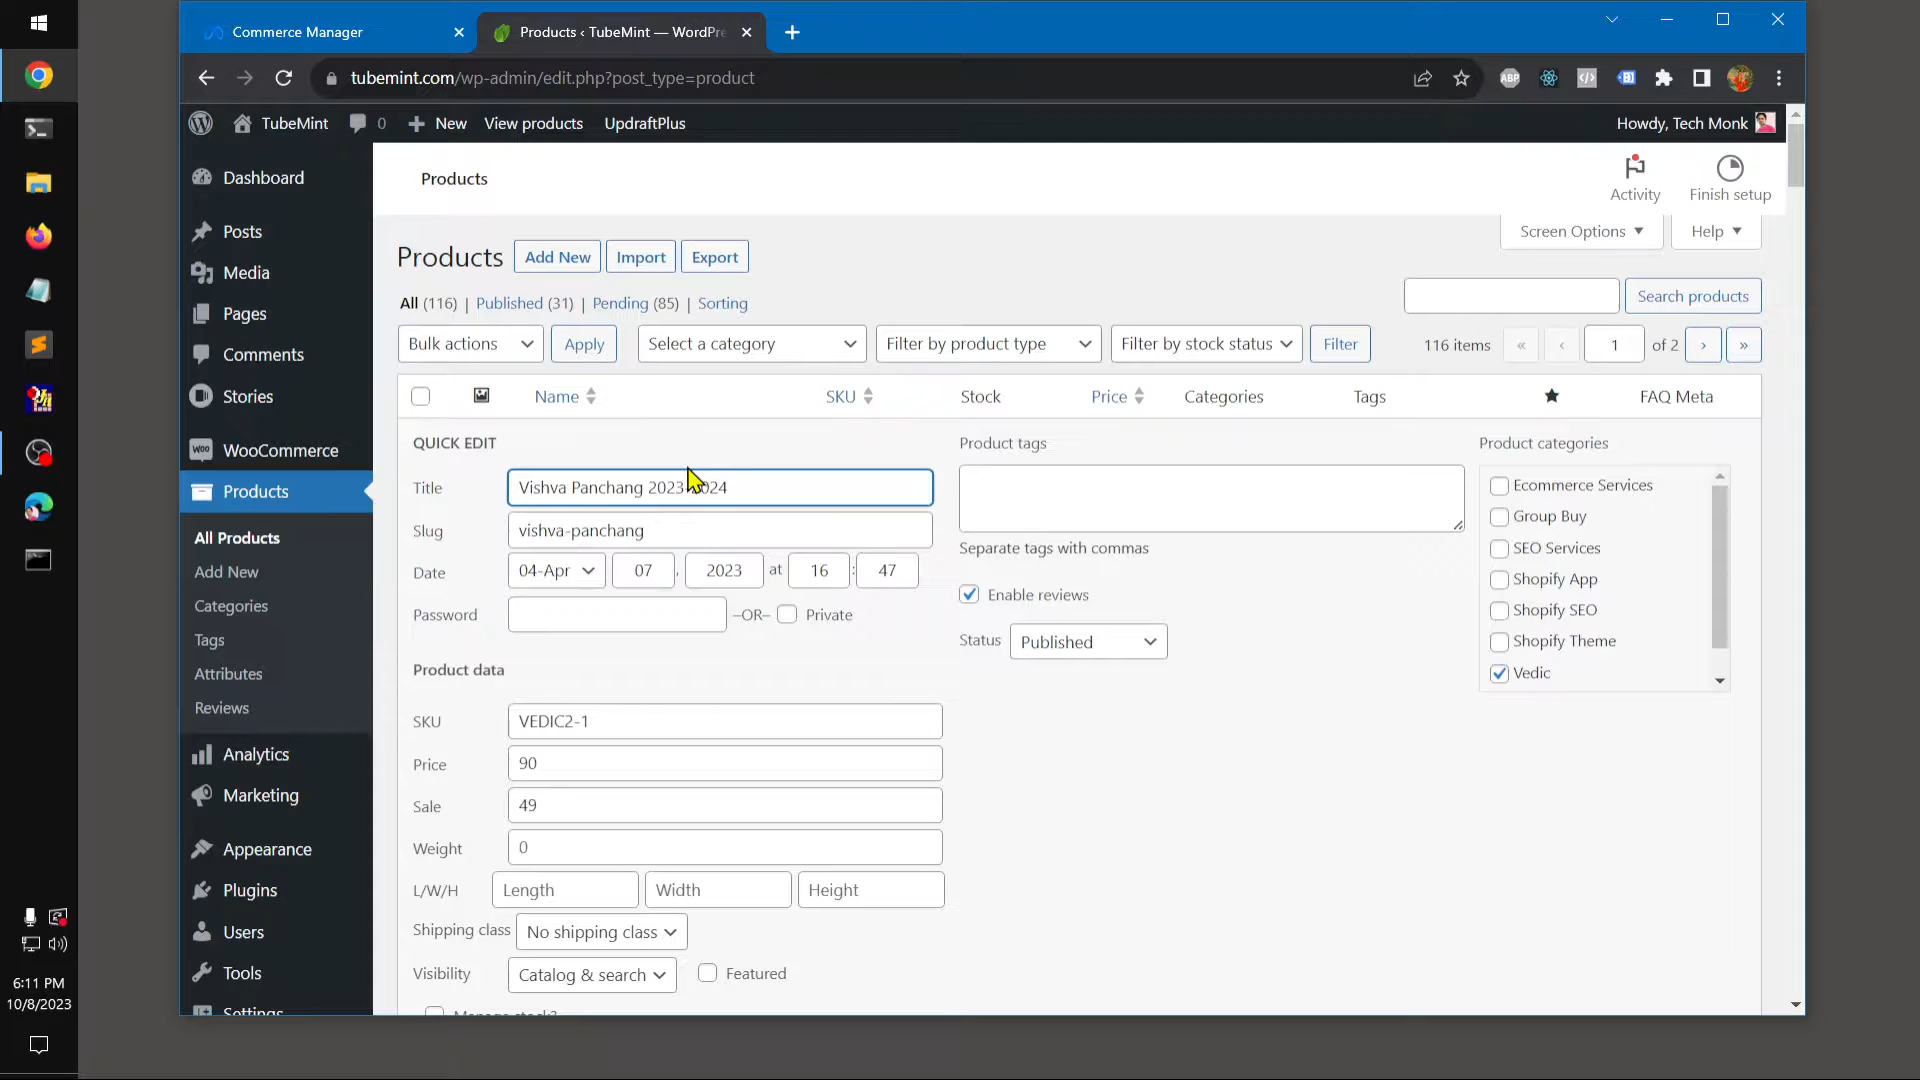 Commerce Manager
Products ‹ TubeMint — WordPre
tubemint.com/wp-admin/edit.php?post_type=product
ABP
TubeMint
0
New
View products
UpdraftPlus
Howdy, Tech Monk
Dashboard
Posts
Media
Pages
Comments
Stories
WOO
WooCommerce
Products
All Products
Add New
Categories
Tags
Attributes
Reviews
Analytics
Marketing
Appearance
Plugins
Users
Tools
Settings
Products
Activity
Finish setup
Screen Options
Help
Products
Add New
Import
Export
All (116) | Published (31) | Pending (85) | Sorting
Search products
Bulk actions
Apply
Select a category
Filter by product type
Filter by stock status
Filter
116 items
«
‹
1
of 2
›
»
Name
SKU
Stock
Price
Categories
Tags
FAQ Meta
QUICK EDIT
Title
Vishva Panchang 2023-2024
Slug
vishva-panchang
Date
04-Apr
07
,
2023
at
16
:
47
Password
–OR–
Private
Product data
SKU
VEDIC2-1
Price
90
Sale
49
Weight
0
L/W/H
Length
Width
Height
Shipping class
No shipping class
Visibility
Catalog & search
Featured
Manage stock?
Product tags
Separate tags with commas
Enable reviews
Status
Published
Product categories
Ecommerce Services
Group Buy
SEO Services
Shopify App
Shopify SEO
Shopify Theme
Vedic
6:11 PM
10/8/2023